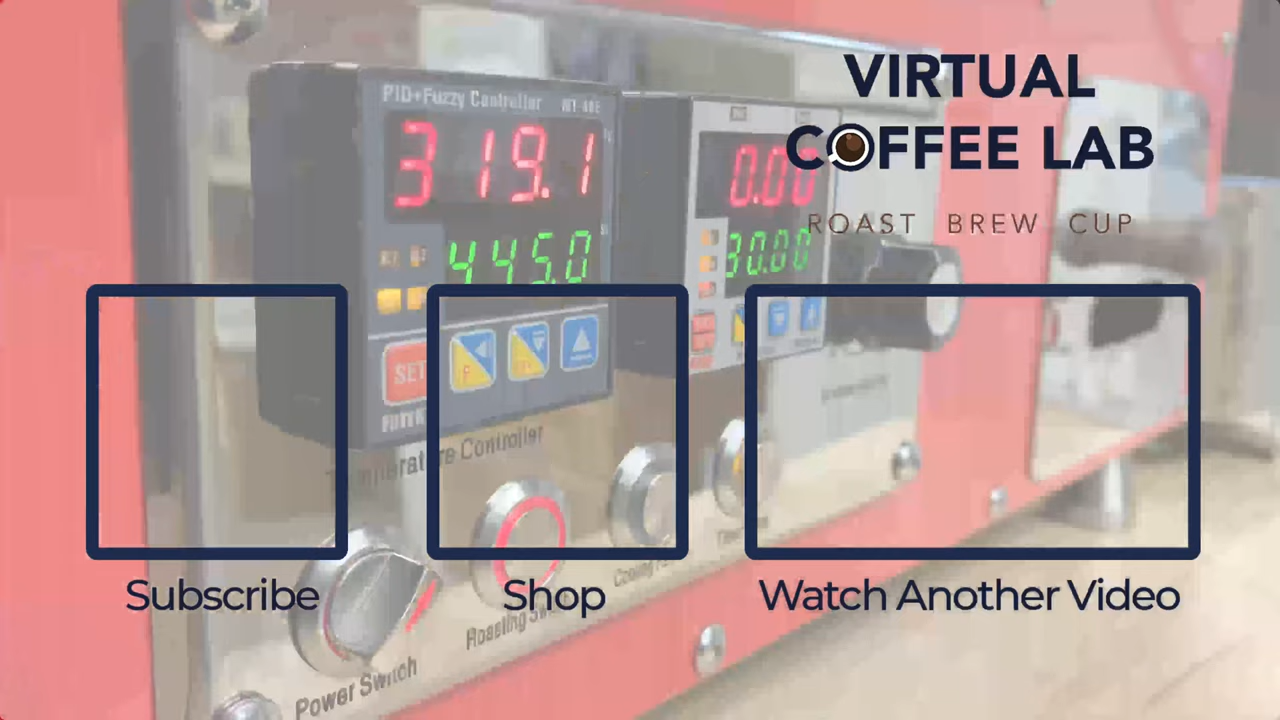 VIRTUAL
COFFEE LAB
ROAST BREW CUP
PID+Fuzzy Controller
319.1
445.0
0.00
30.00
SET
Temperature Controller
Subscribe
Shop
Watch Another Video
Roasting
Power Switch